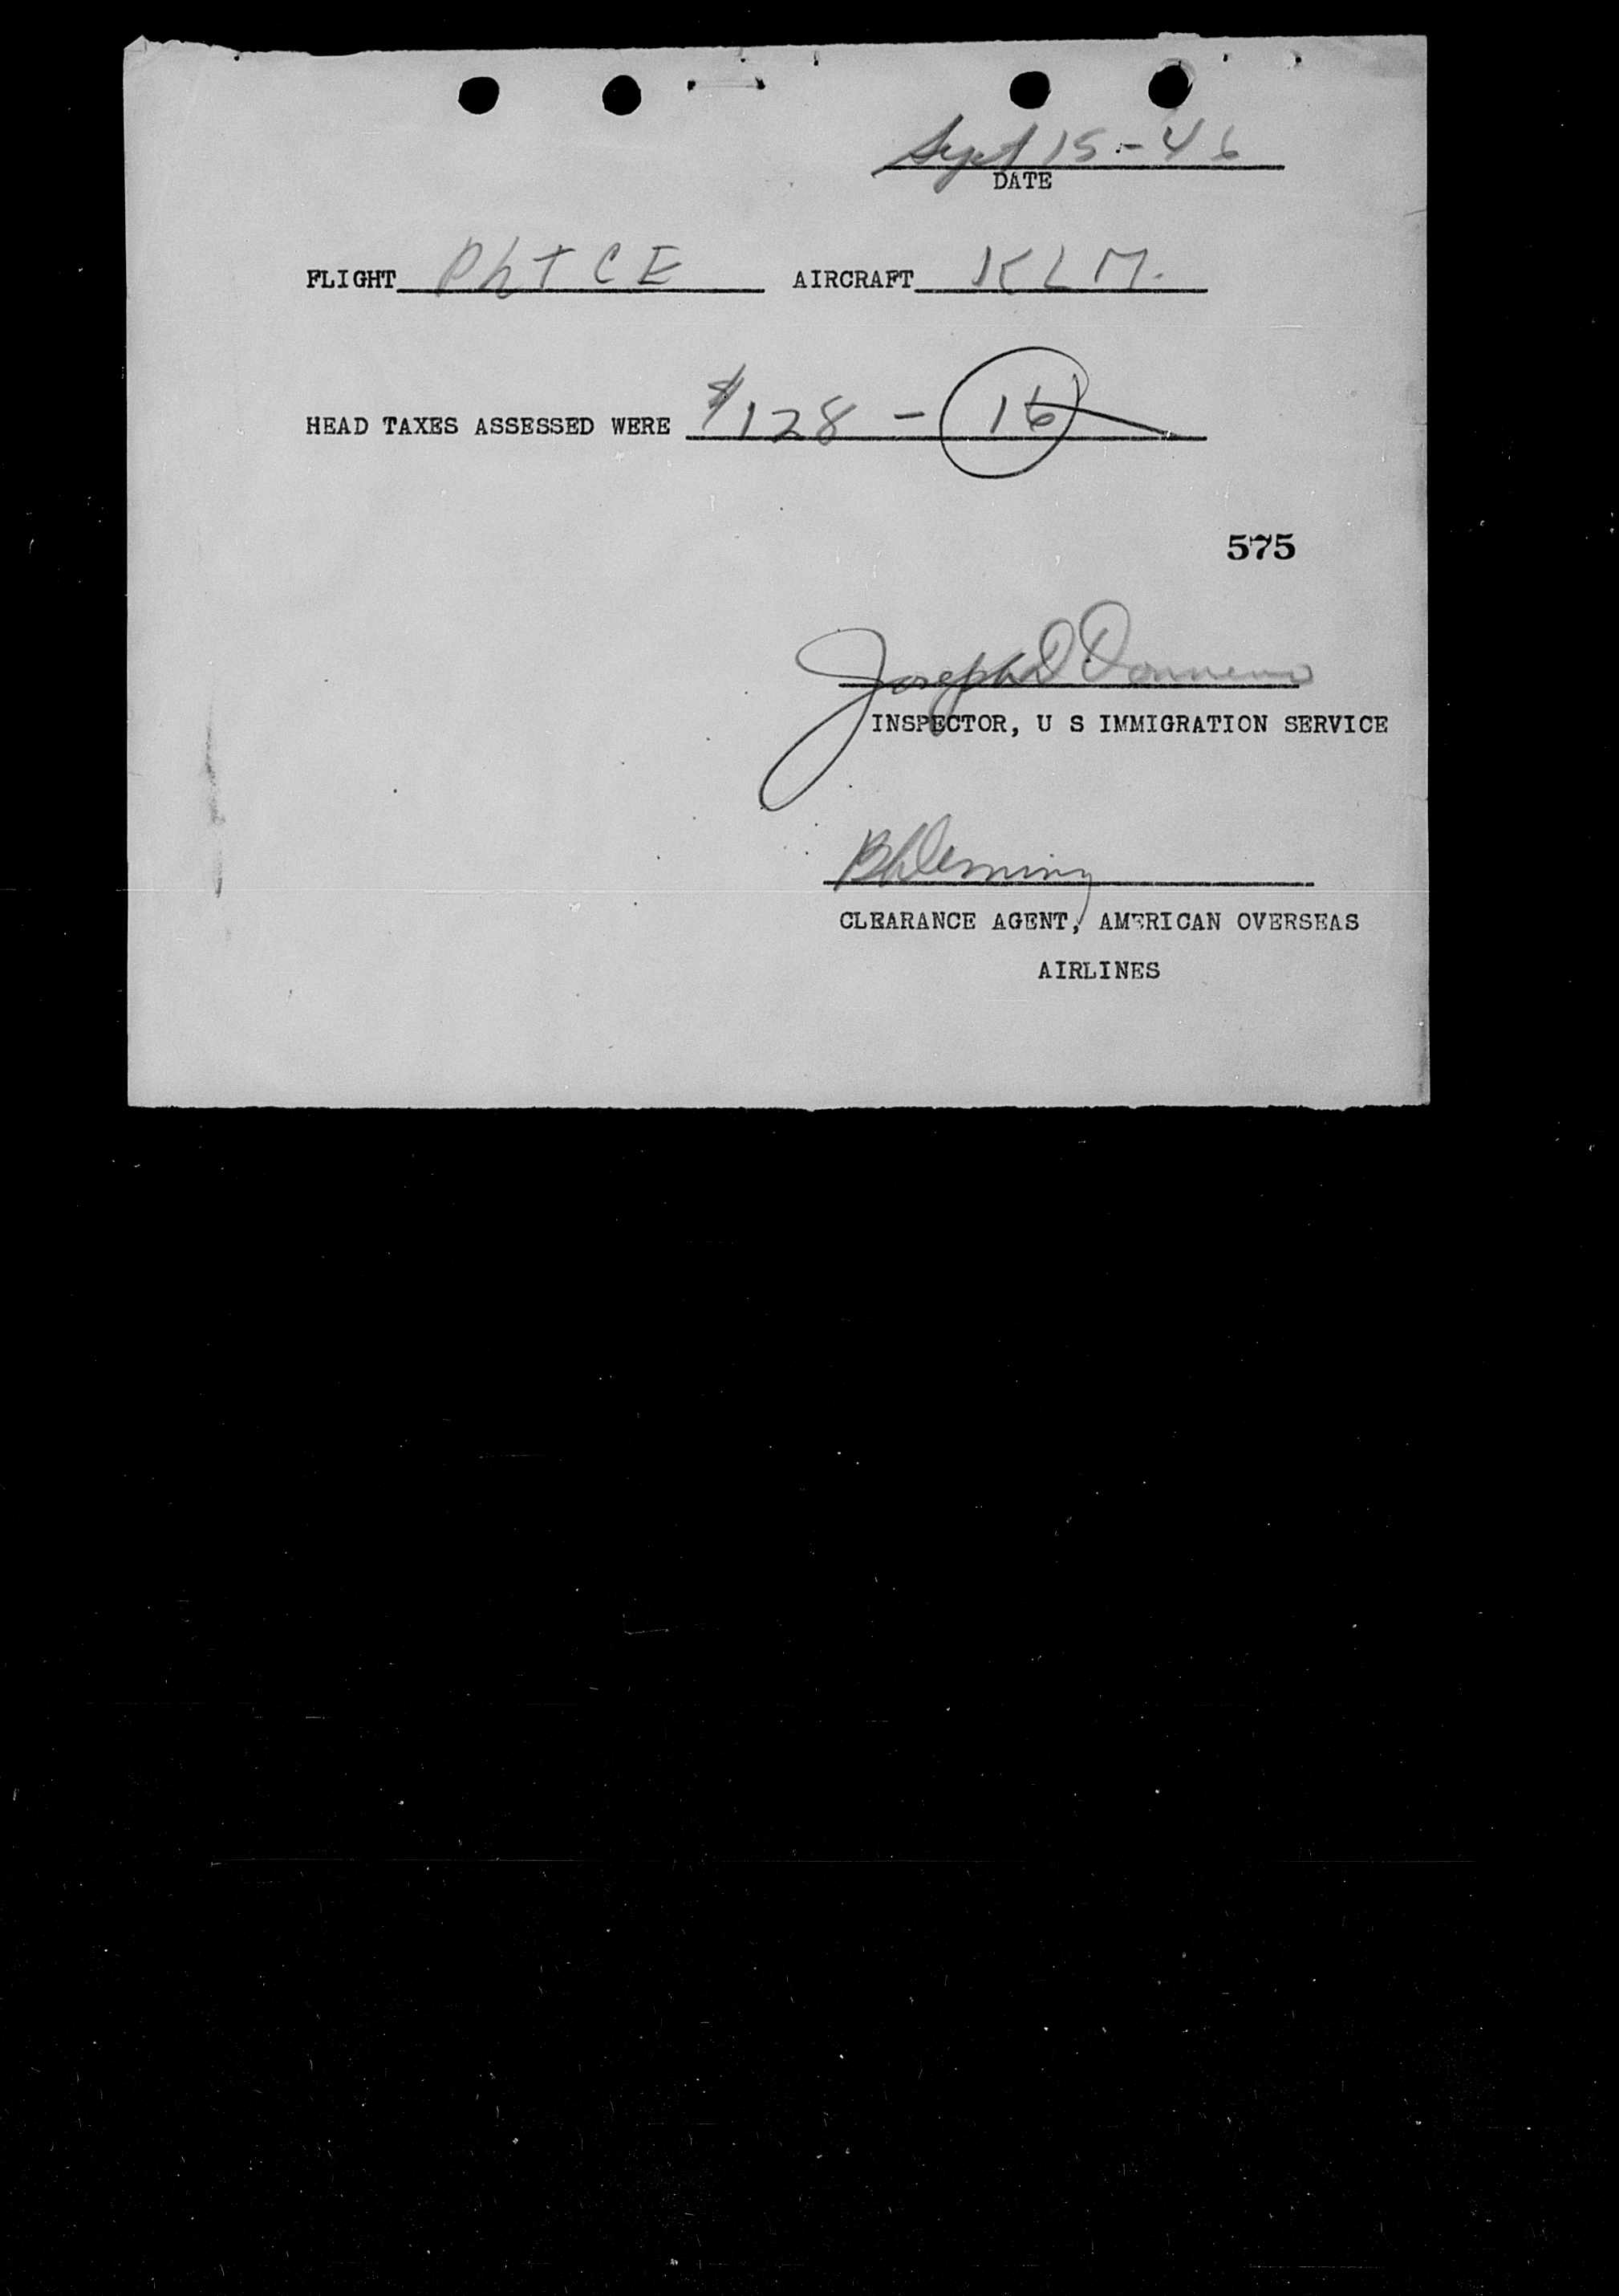 Sept 15-46
DATE
FLIGHT PhTCE AIRCRAFT KLM.
HEAD TAXES ASSESSED WERE $128 - 16
575
Joseph D
INSPECTOR, U S IMMIGRATION SERVICE
CLEARANCE AGENT, AMERICAN OVERSEAS
AIRLINES